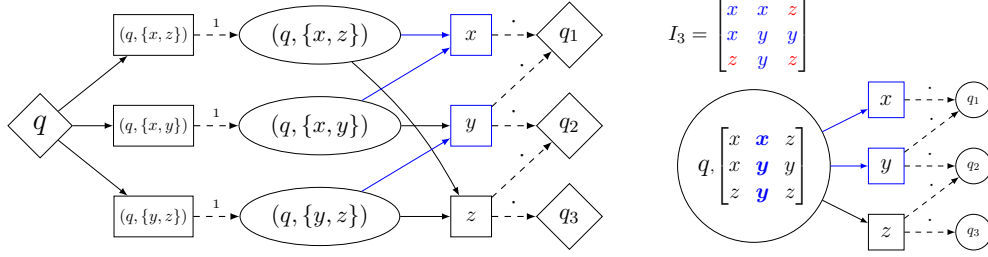 q
(q, {x, z})
1
(q, {x, z})
x
·
q₁
(q, {x, y})
1
(q, {x, y})
y
·
·
q₂
(q, {y, z})
1
(q, {y, z})
z
·
·
q₃
I₃ =
x x z
x y y
z y z
q,
x x z
x y y
z y z
x
·
q₁
y
·
·
q₂
z
·
·
q₃